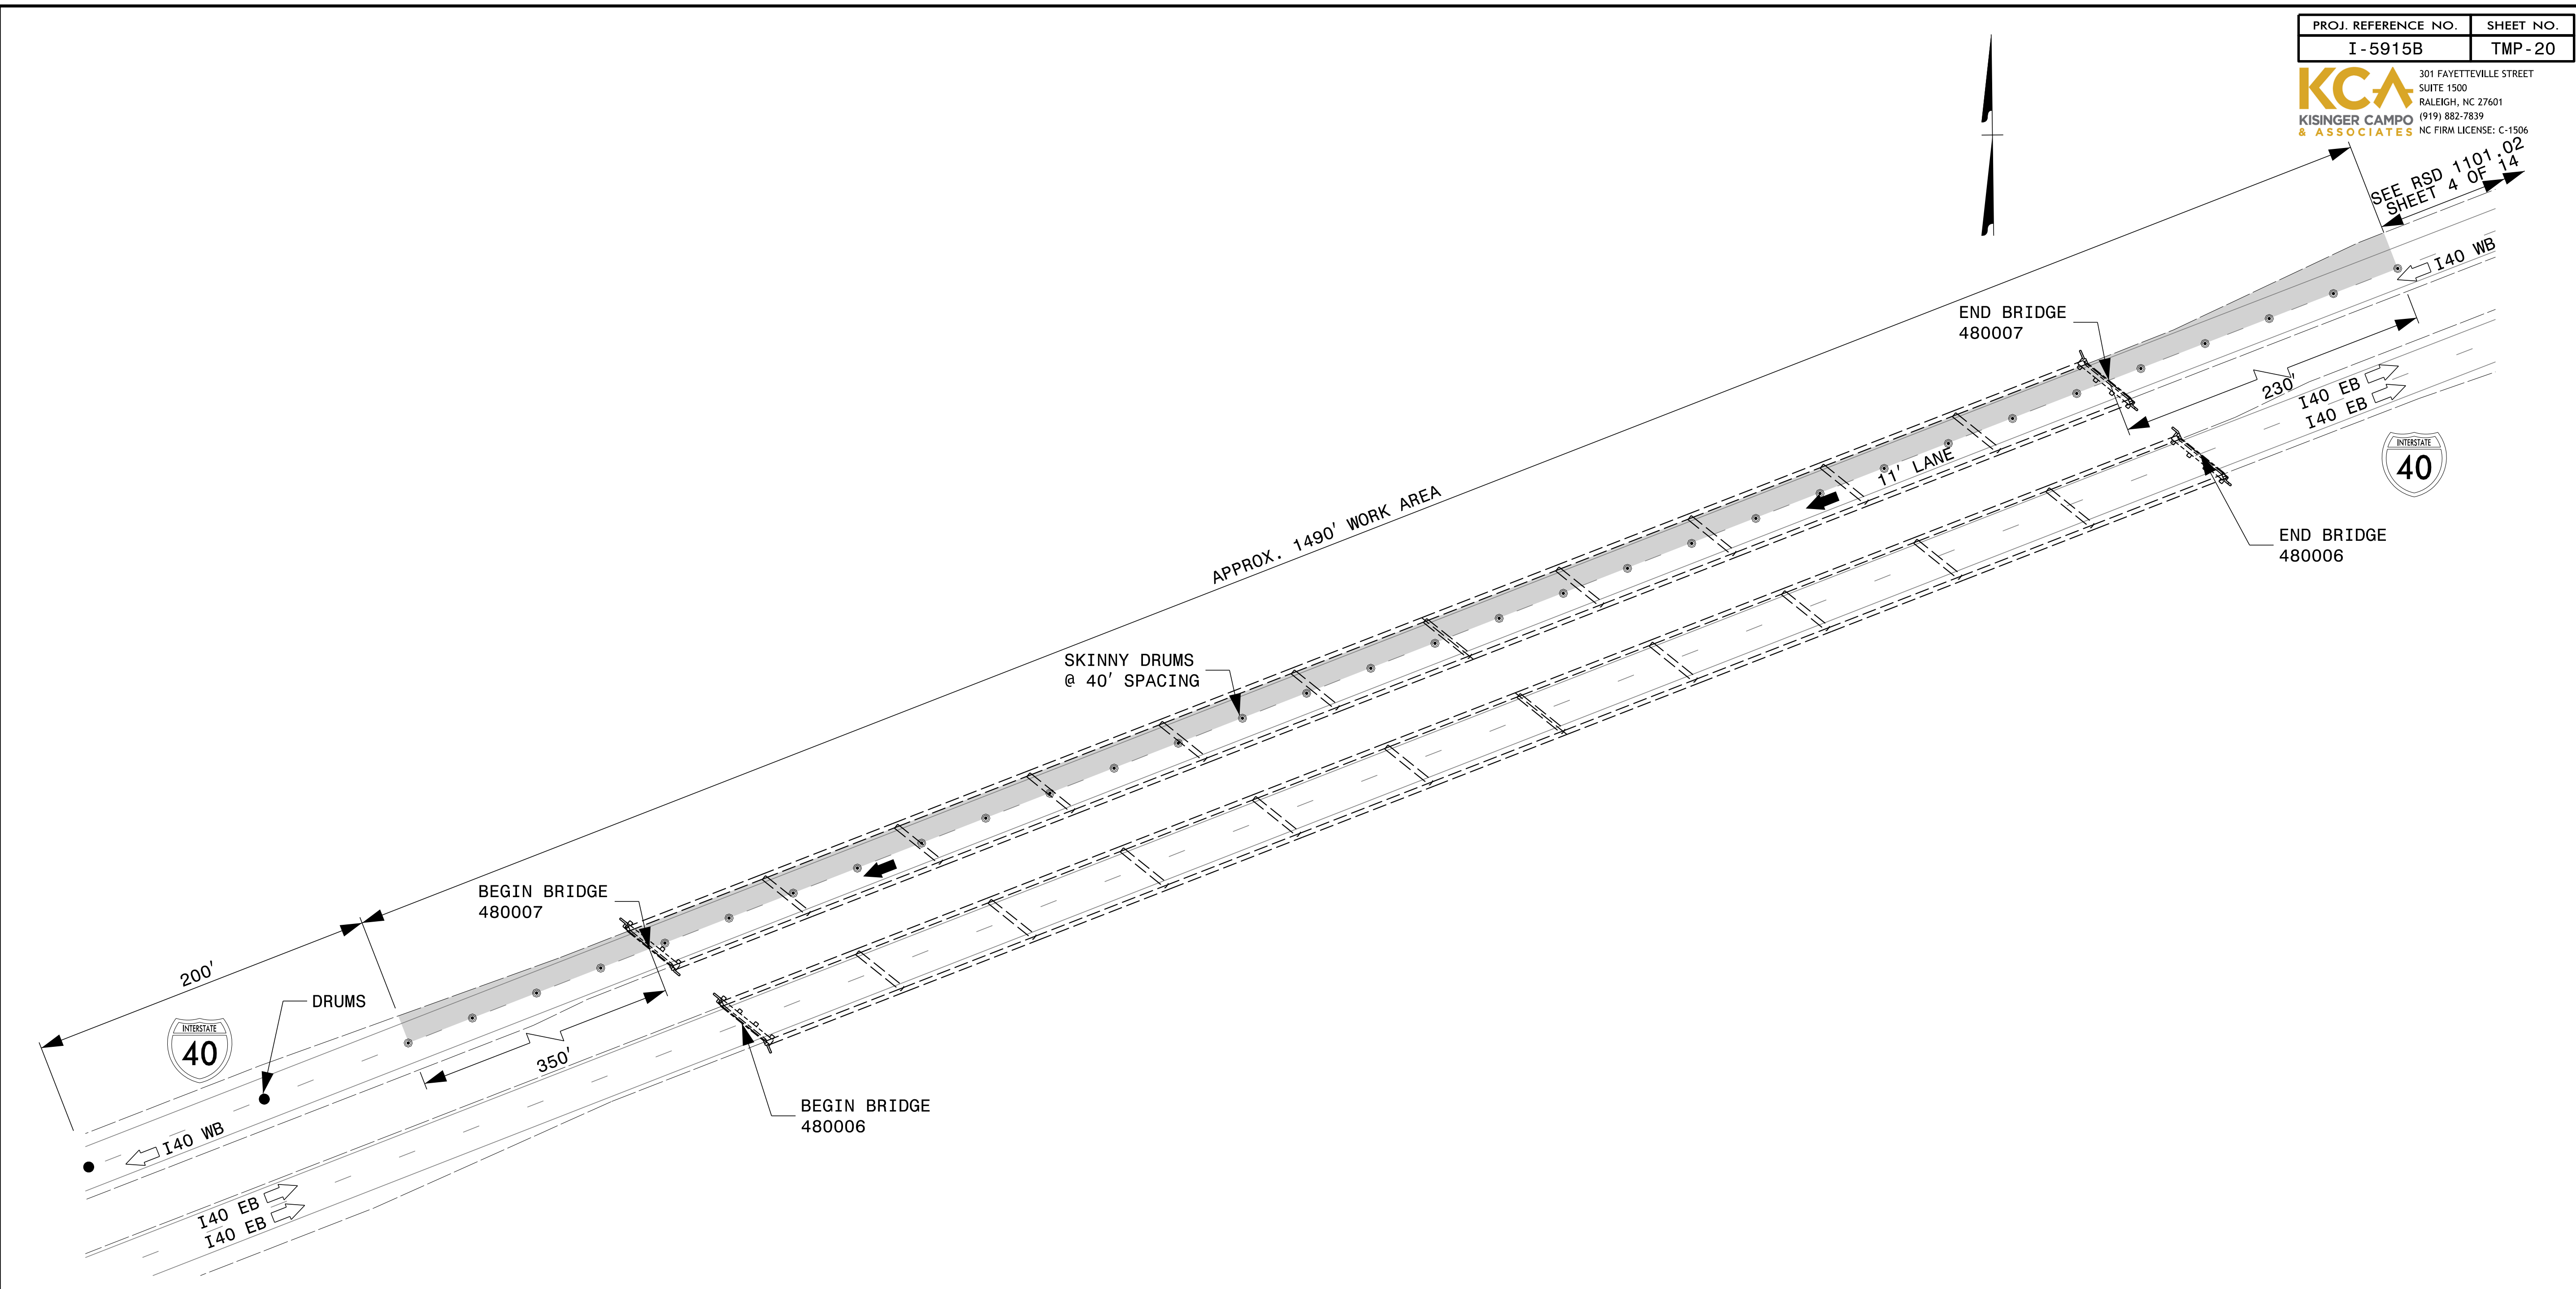 PROJ. REFERENCE NO. SHEET NO.
I-5915B TMP-20
KCA
KISINGER CAMPO
& ASSOCIATES
301 FAYETTEVILLE STREET
SUITE 1500
RALEIGH, NC 27601
(919) 882-7839
NC FIRM LICENSE: C-1506
SEE RSD 1101.02
SHEET 4 OF 14
I40 WB
END BRIDGE
480007
230'
I40 EB
I40 EB
INTERSTATE
40
11' LANE
APPROX. 1490' WORK AREA
END BRIDGE
480006
SKINNY DRUMS
@ 40' SPACING
BEGIN BRIDGE
480007
200'
DRUMS
INTERSTATE
40
350'
BEGIN BRIDGE
480006
I40 WB
I40 EB
I40 EB